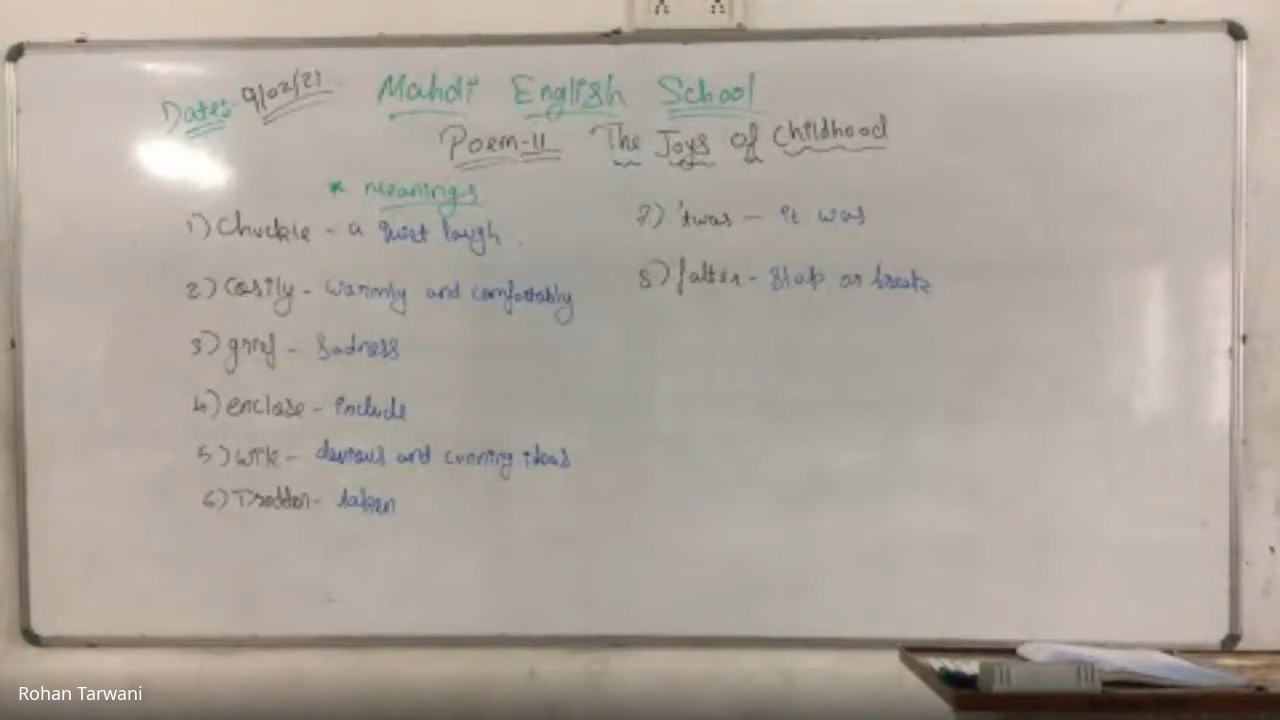 Date:- 9/02/21
Mahdi English School
Poem-11 The Joys of Childhood
* meanings
1) Chuckle - a quiet laugh.
2) Cosily - warmly and comfortably
3) grief - Sadness
4) enclose - include
5) wile - devious and cunning ideas
6) Trodden - taken
7) 'twas - it was
8) falter - Stop or break
Rohan Tarwani